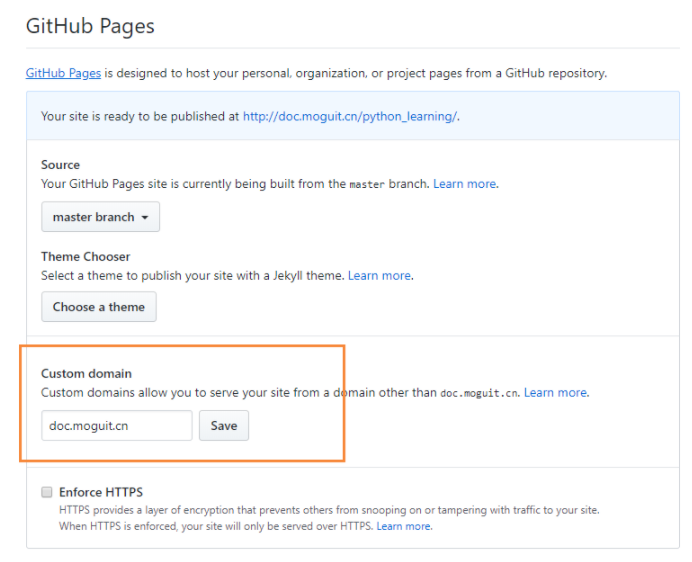 GitHub Pages
GitHub Pages is designed to host your personal, organization, or project pages from a GitHub repository.
Your site is ready to be published at http://doc.moguit.cn/python_learning/.
Source
Your GitHub Pages site is currently being built from the master branch. Learn more.
master branch
Theme Chooser
Select a theme to publish your site with a Jekyll theme. Learn more.
Choose a theme
Custom domain
Custom domains allow you to serve your site from a domain other than doc.moguit.cn. Learn more.
doc.moguit.cn Save
Enforce HTTPS
HTTPS provides a layer of encryption that prevents others from snooping on or tampering with traffic to your site.
When HTTPS is enforced, your site will only be served over HTTPS. Learn more.